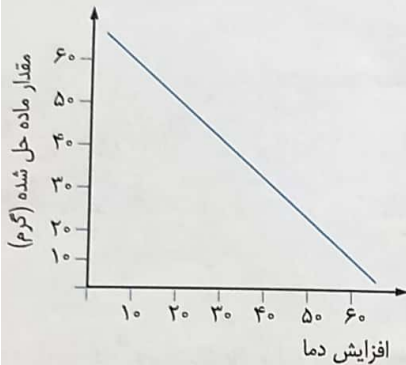 مقدار ماده حل شده (گرم)
۶۰
۵۰
۴۰
۳۰
۲۰
۱۰
۱۰ ۲۰ ۳۰ ۴۰ ۵۰ ۶۰
افزایش دما